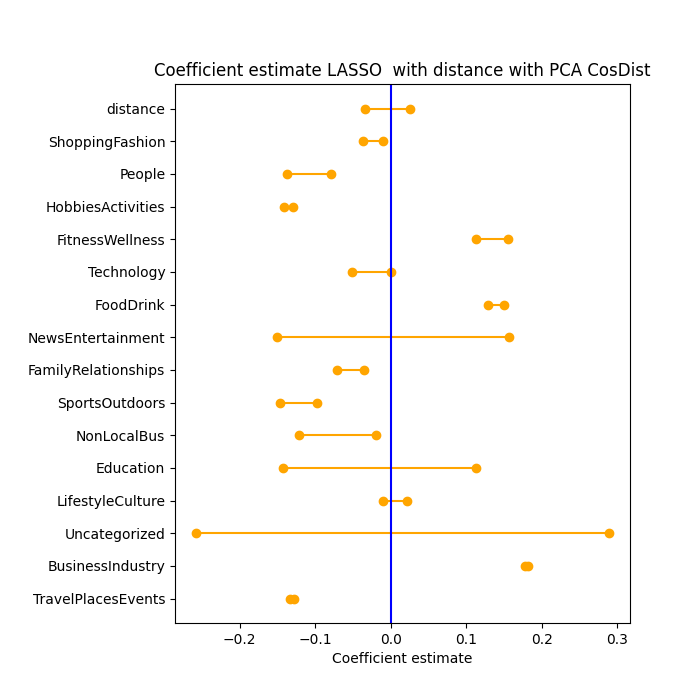 Coefficient estimate LASSO  with distance with PCA CosDist
distance
ShoppingFashion
People
HobbiesActivities
FitnessWellness
Technology
FoodDrink
NewsEntertainment
FamilyRelationships
SportsOutdoors
NonLocalBus
Education
LifestyleCulture
Uncategorized
BusinessIndustry
TravelPlacesEvents
−0.2 −0.1 0.0 0.1 0.2 0.3
Coefficient estimate